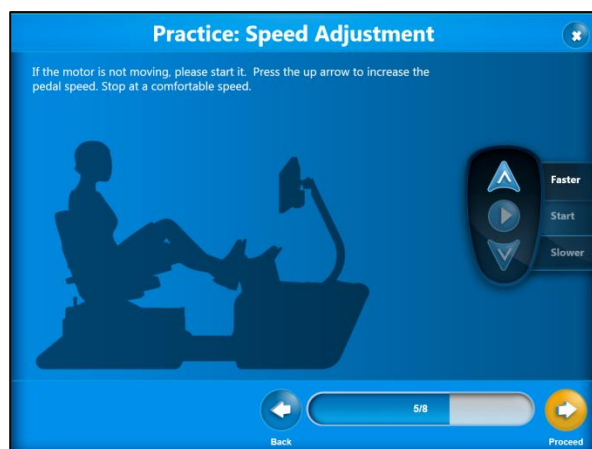 Practice: Speed Adjustment
If the motor is not moving, please start it.  Press the up arrow to increase the
pedal speed. Stop at a comfortable speed.
Faster
Start
Slower
5/8
Back
Proceed